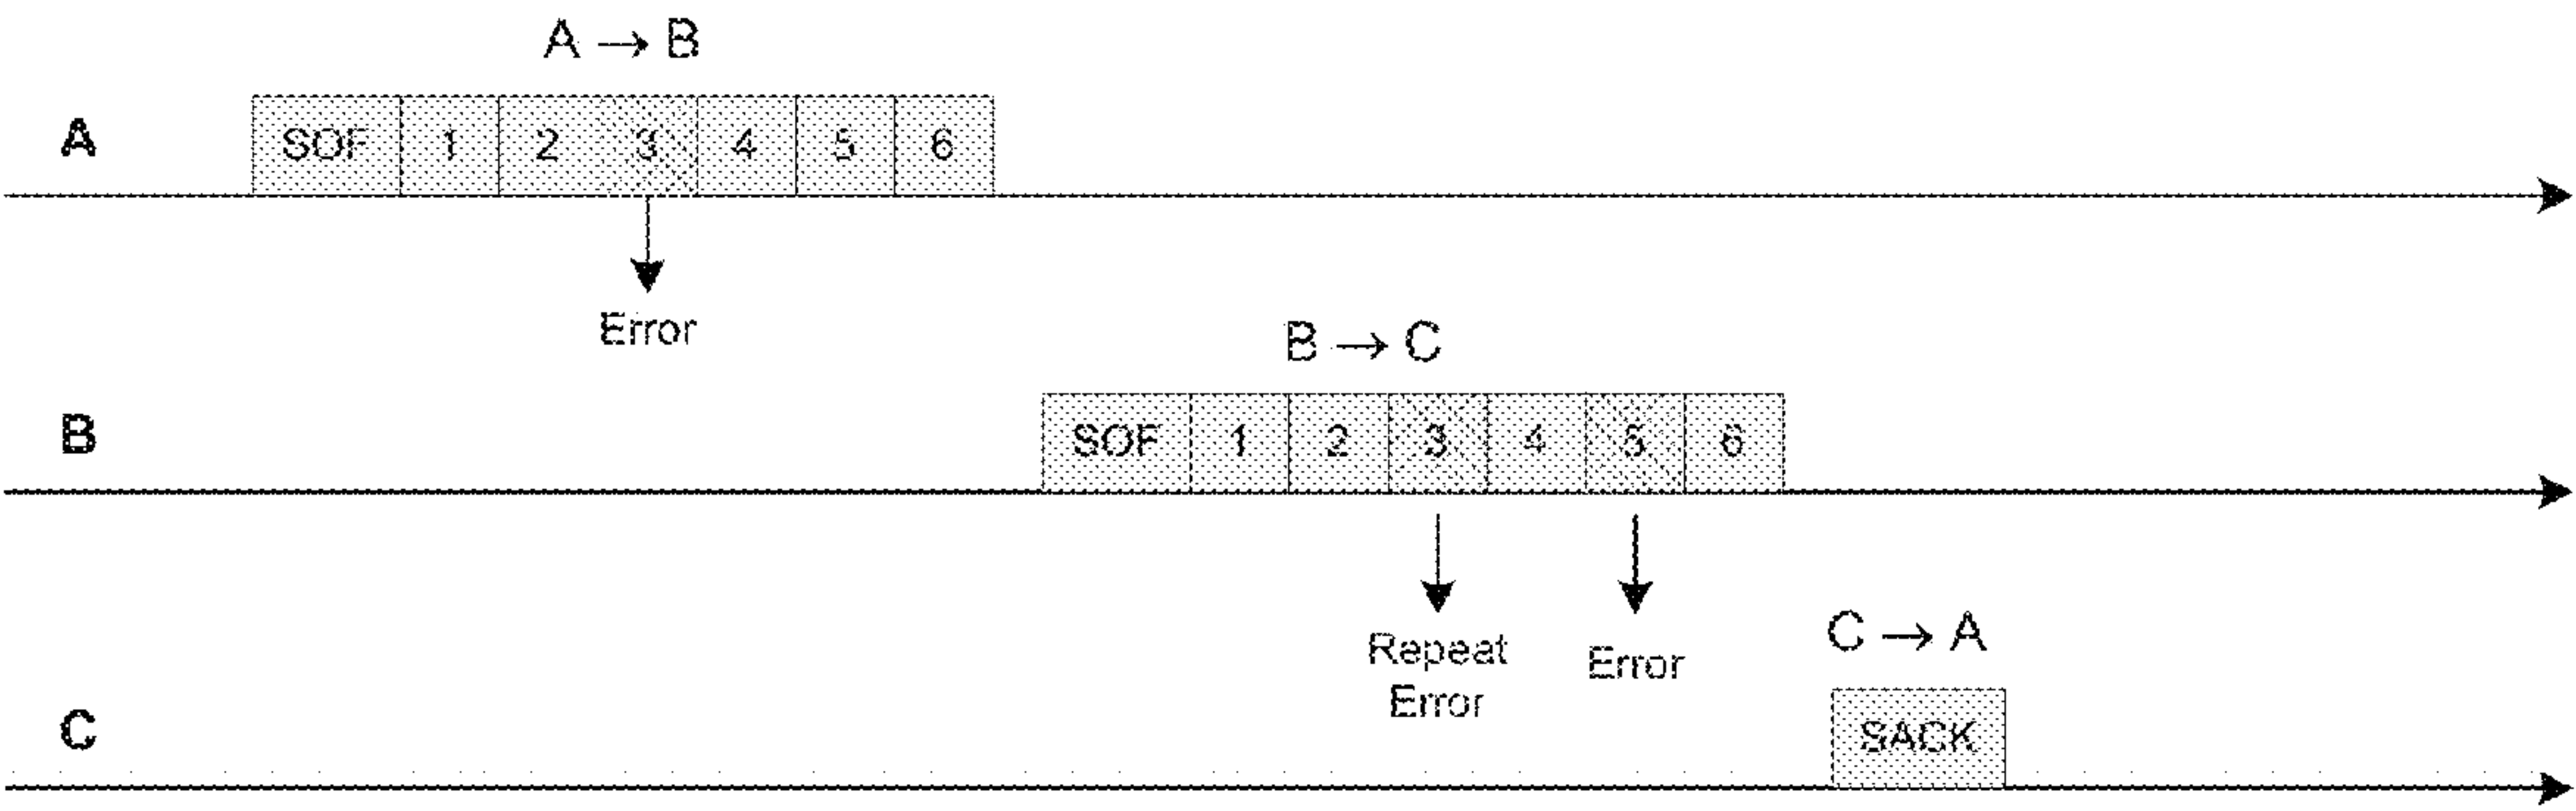 A → B
A
SOF 1 2 3 4 5 6
Error
B → C
B
SOF 1 2 3 4 5 6
Repeat
Error
Error
C → A
C
SACK